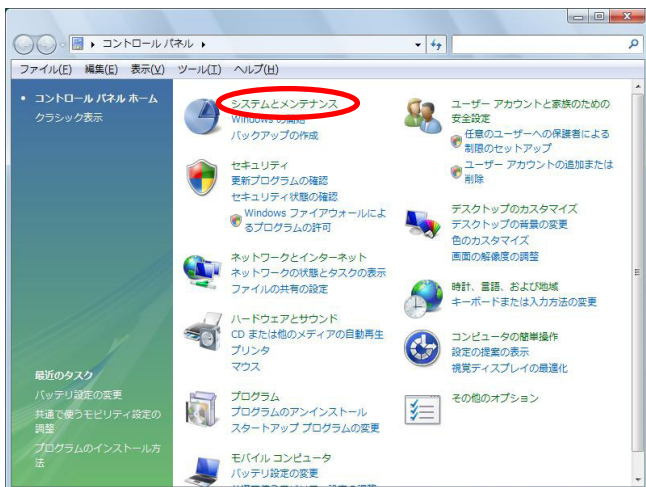 コントロール パネル
ファイル(F) 編集(E) 表示(V) ツール(T) ヘルプ(H)
コントロール パネル ホーム
クラシック表示
最近のタスク
バッテリ設定の変更
共通で使うモビリティ設定の
調整
プログラムのインストール方
法
システムとメンテナンス
Windows の開始
バックアップの作成
セキュリティ
更新プログラムの確認
セキュリティ状態の確認
Windows ファイアウォールによ
るプログラムの許可
ネットワークとインターネット
ネットワークの状態とタスクの表示
ファイルの共有の設定
ハードウェアとサウンド
CD または他のメディアの自動再生
プリンタ
マウス
プログラム
プログラムのアンインストール
スタートアップ プログラムの変更
モバイル コンピュータ
バッテリ設定の変更
ユーザー アカウントと家族のための
安全設定
任意のユーザーへの保護者による
制限のセットアップ
ユーザー アカウントの追加または
削除
デスクトップのカスタマイズ
デスクトップの背景の変更
色のカスタマイズ
画面の解像度の調整
時計、言語、および地域
キーボードまたは入力方法の変更
コンピュータの簡単操作
設定の提案の表示
視覚ディスプレイの最適化
その他のオプション